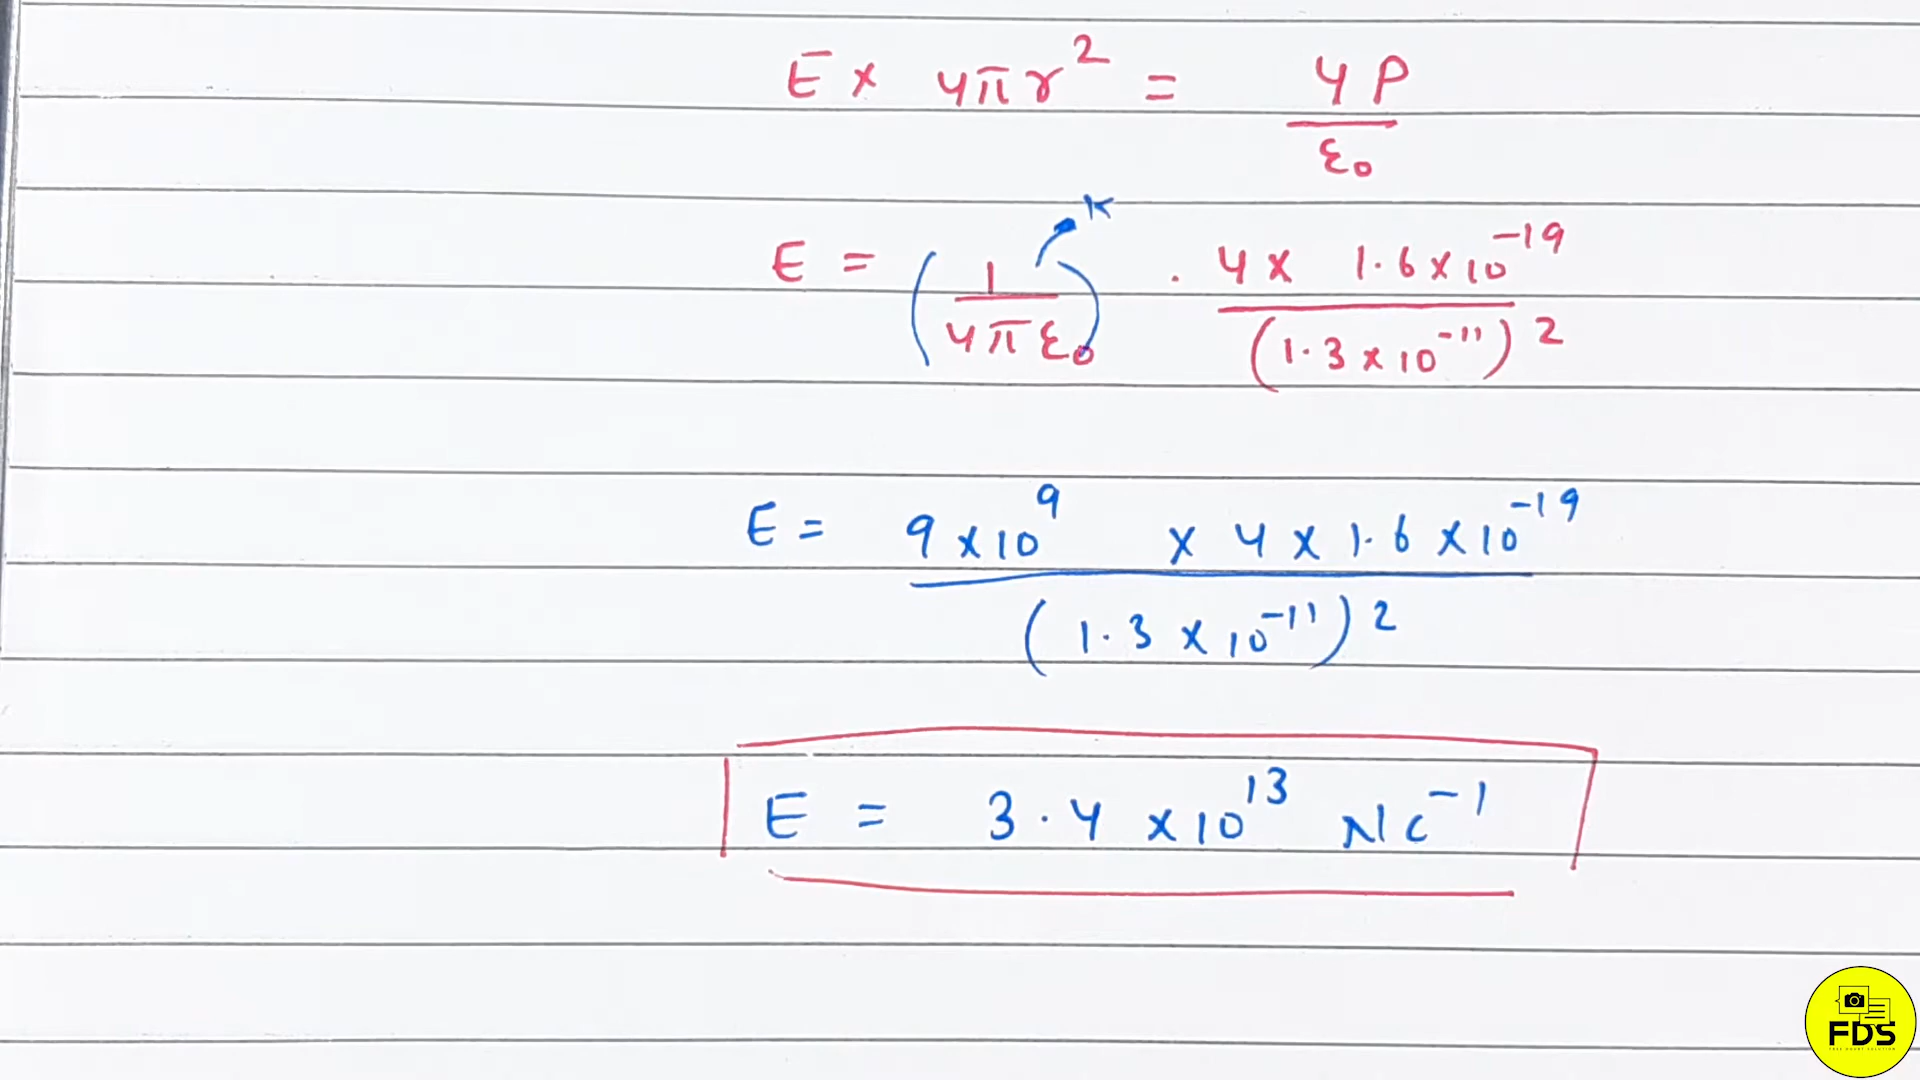 E × 4πr² = 4P / ε₀
K
E = (1 / 4πε₀) . 4 × 1.6 × 10⁻¹⁹ / (1.3 × 10⁻¹¹)²
E = 9 × 10⁹ × 4 × 1.6 × 10⁻¹⁹ / (1.3 × 10⁻¹¹)²
E = 3.4 × 10¹³ NC⁻¹
FDS